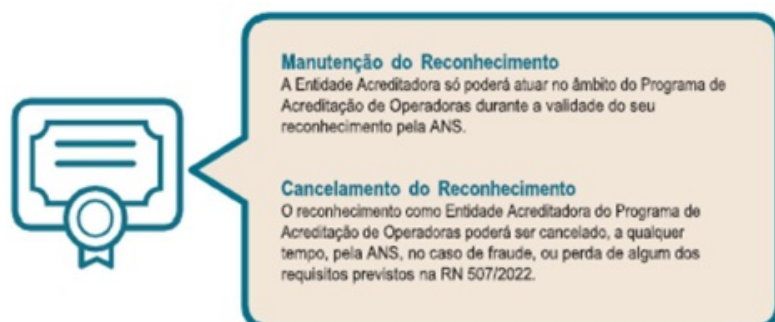 Manutenção do Reconhecimento
A Entidade Acreditadora só poderá atuar no âmbito do Programa de
Acreditação de Operadoras durante a validade do seu
reconhecimento pela ANS.
Cancelamento do Reconhecimento
O reconhecimento como Entidade Acreditadora do Programa de
Acreditação de Operadoras poderá ser cancelado, a qualquer
tempo, pela ANS, no caso de fraude, ou perda de algum dos
requisitos previstos na RN 507/2022.